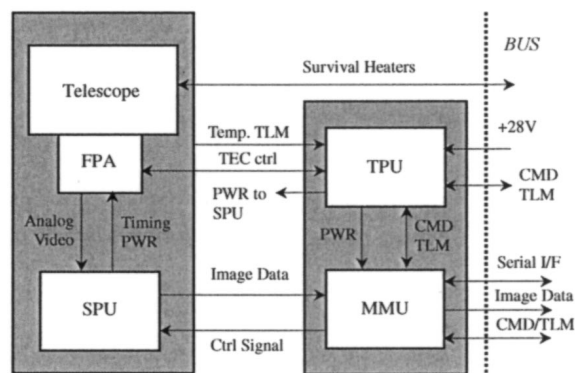 BUS
Survival Heaters
Telescope
+28V
Temp. TLM
FPA
TEC ctrl
TPU
CMD
TLM
PWR to
SPU
Analog
Video
Timing
PWR
PWR
CMD
TLM
Serial I/F
Image Data
Image Data
SPU
MMU
CMD/TLM
Ctrl Signal